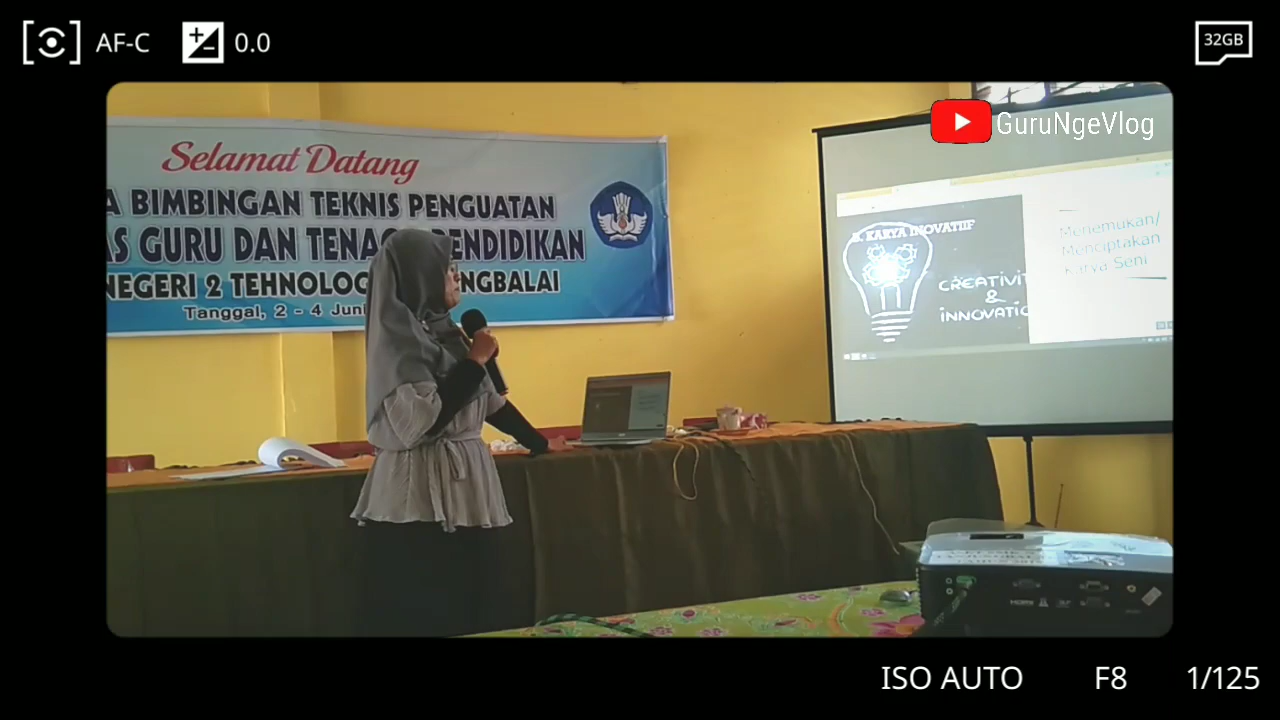 AF-C
0.0
32GB
GuruNgeVlog
Selamat Datang
A BIMBINGAN TEKNIS PENGUATAN
AS GURU DAN TENAGA PENDIDIKAN
NEGERI 2 TEHNOLOG NGBALAI
Tanggal, 2 - 4 Juni
KARYA INOVATIF
CREATIVIT
&
INNOVATIO
Menemukan/
Menciptakan
Karya Seni
HDMI
ISO AUTO
F8
1/125